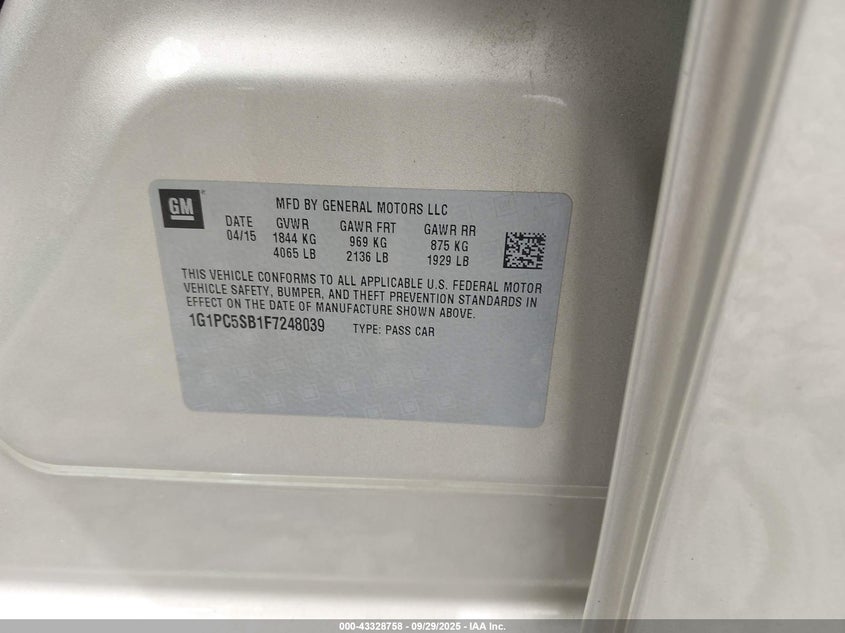 GM
MFD BY GENERAL MOTORS LLC
DATE GVWR GAWR FRT GAWR RR
04/15 1844 KG 969 KG 875 KG
4065 LB 2136 LB 1929 LB
THIS VEHICLE CONFORMS TO ALL APPLICABLE U.S. FEDERAL MOTOR
VEHICLE SAFETY, BUMPER, AND THEFT PREVENTION STANDARDS IN
EFFECT ON THE DATE OF MANUFACTURE SHOWN ABOVE.
1G1PC5SB1F7248039 TYPE: PASS CAR
000-43328758 - 09/29/2025 - IAA Inc.